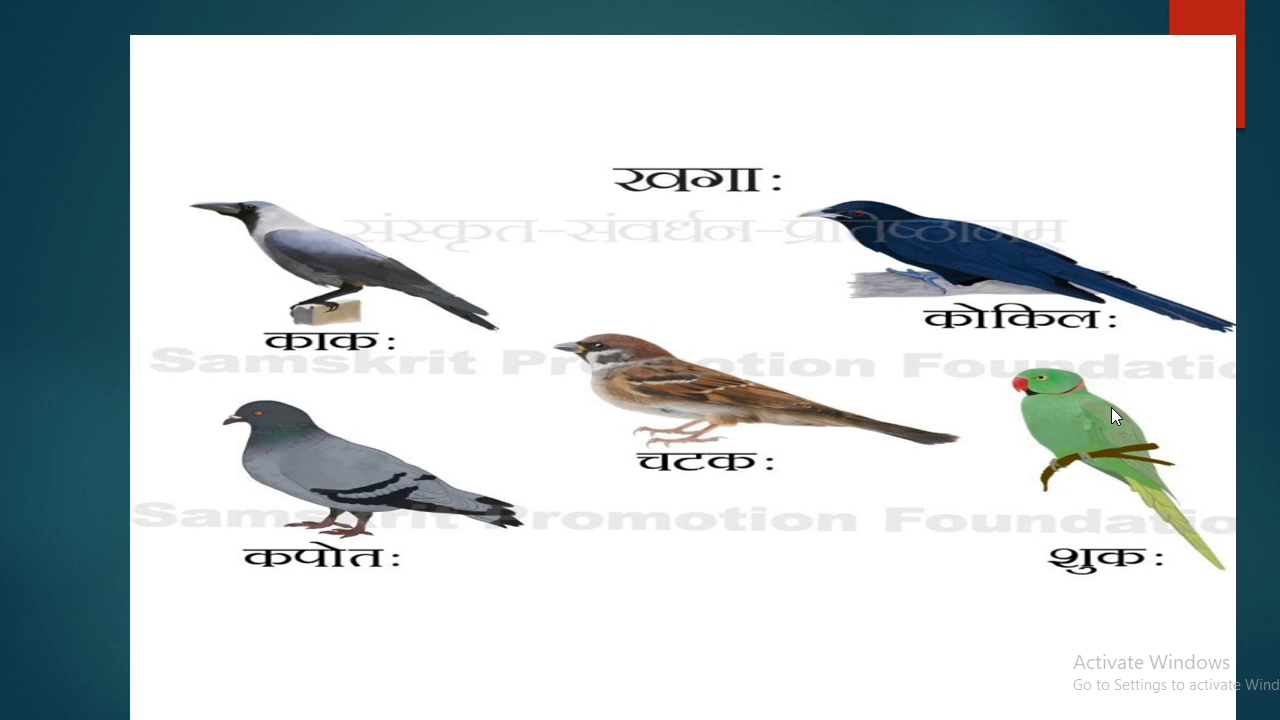 खगाः
संस्कृत-संवर्धन-प्रतिष्ठानम
काकः
कोकिलः
Samskrit Promotion Foundatio
चटकः
Samskrit Promotion Foundatio
कपोतः
शुकः
Activate Windows
Go to Settings to activate Wind